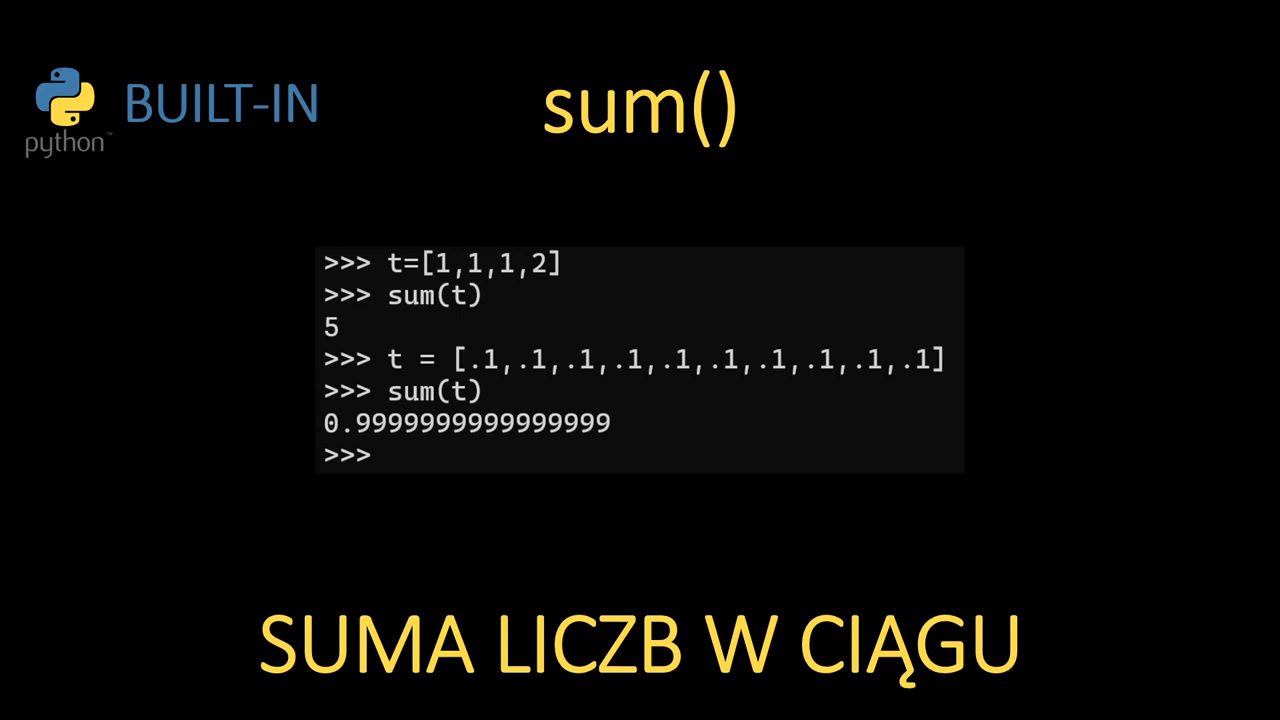 BUILT-IN
python™
sum()
>>> t=[1,1,1,2]
>>> sum(t)
5
>>> t = [.1,.1,.1,.1,.1,.1,.1,.1,.1,.1]
>>> sum(t)
0.9999999999999999
>>>
SUMA LICZB W CIĄGU